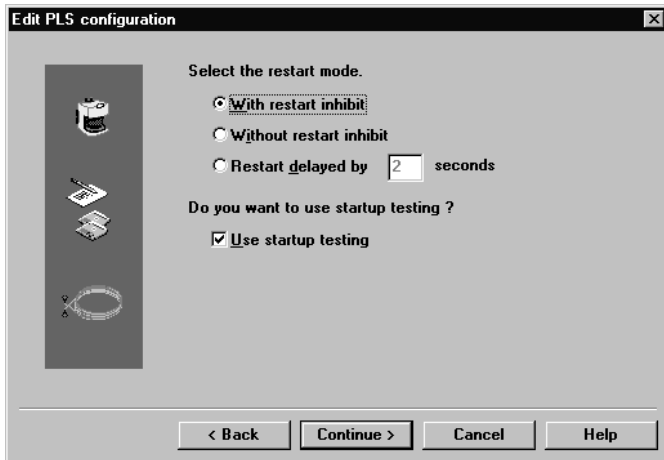 Edit PLS configuration
Select the restart mode.
With restart inhibit
Without restart inhibit
Restart delayed by 2 seconds
Do you want to use startup testing ?
Use startup testing
< Back Continue > Cancel Help